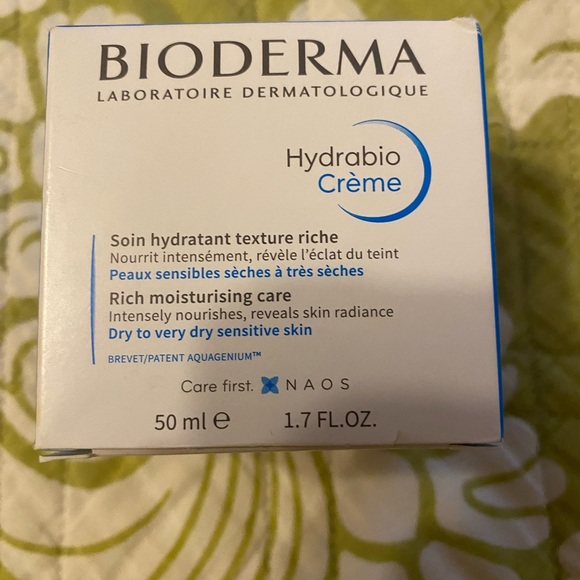 BIODERMA
LABORATOIRE DERMATOLOGIQUE
Hydrabio
Crème
Soin hydratant texture riche
Nourrit intensément, révèle l'éclat du teint
Peaux sensibles sèches à très sèches
Rich moisturising care
Intensely nourishes, reveals skin radiance
Dry to very dry sensitive skin
BREVET/PATENT AQUAGENIUM™
Care first. NAOS
50 ml ℮ 1.7 FL.OZ.